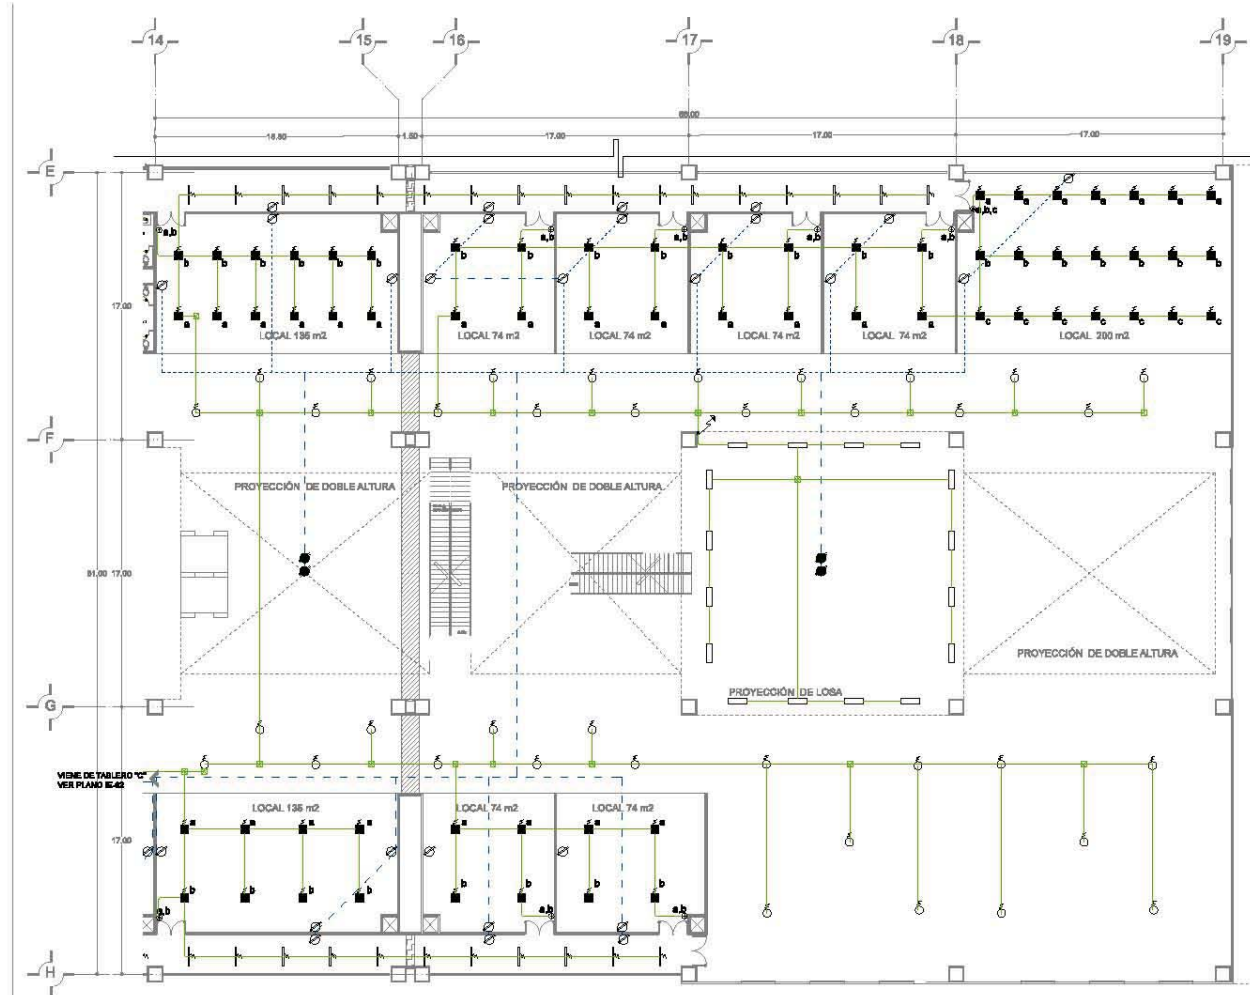 14 15 16 17 18 19
68.00
15.50 1.50 17.00 17.00 17.00
E
a,b a,b a,b a,b a,b a,b,c
a a a a a a a
b b b b b b b b b b b b b b b b b b b b
17.00
a a a a a a a a a a a a a a c c c c c c c
LOCAL 135 m2 LOCAL 74 m2 LOCAL 74 m2 LOCAL 74 m2 LOCAL 74 m2 LOCAL 200 m2
F
PROYECCIÓN DE DOBLE ALTURA PROYECCIÓN DE DOBLE ALTURA
51.00 17.00
PROYECCIÓN DE DOBLE ALTURA
PROYECCIÓN DE LOSA
G
VIENE DE TABLERO "C"
VER PLANO IE-02
LOCAL 135 m2 LOCAL 74 m2 LOCAL 74 m2
a a a a a a a a
17.00
b b b b b b b b
a,b a,b a,b
H